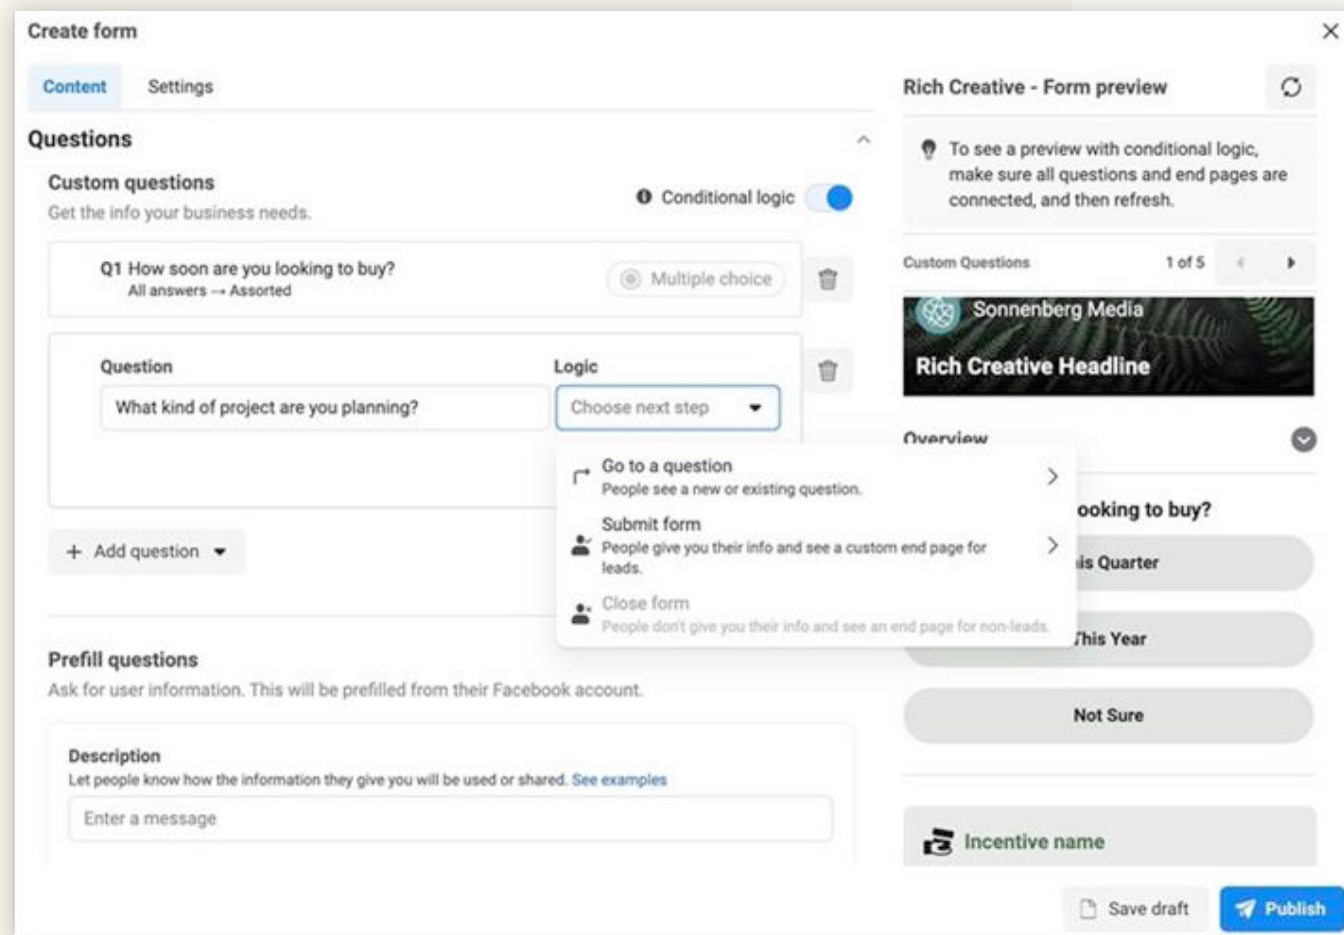 Create form
Content
Settings
Questions
Custom questions
Get the info your business needs.
Conditional logic
Q1 How soon are you looking to buy?
All answers → Assorted
Multiple choice
Question
Logic
What kind of project are you planning?
Choose next step
Go to a question
People see a new or existing question.
Submit form
People give you their info and see a custom end page for
leads.
Close form
People don't give you their info and see an end page for non-leads.
+ Add question
Prefill questions
Ask for user information. This will be prefilled from their Facebook account.
Description
Let people know how the information they give you will be used or shared. See examples
Enter a message
Rich Creative - Form preview
To see a preview with conditional logic,
make sure all questions and end pages are
connected, and then refresh.
Custom Questions
1 of 5
Sonnenberg Media
Rich Creative Headline
Overview
ooking to buy?
is Quarter
This Year
Not Sure
Incentive name
Save draft
Publish